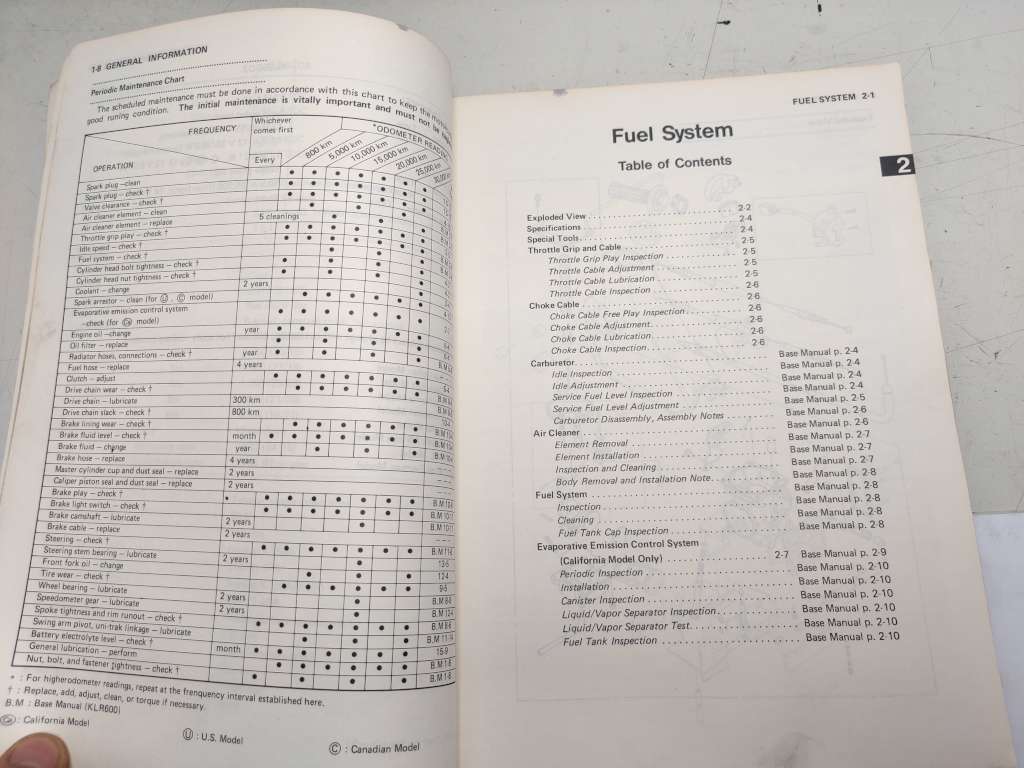 1-8 GENERAL INFORMATION
Periodic Maintenance Chart
The scheduled maintenance must be done in accordance with this chart to keep the
good runing condition. The initial maintenance is vitally important and must not be
FREQUENCY
Whichever
comes first
*ODOMETER
OPERATION
Every
800 km
5,000 km
10,000 km
15,000 km
20,000 km
25,000 km
Spark plug —clean
Spark plug — check †
Valve clearance — check †
Air cleaner element — clean
Air cleaner element — replace 5 cleanings
Throttle grip play — check †
Idle speed — check †
Fuel system — check †
Cylinder head bolt tightness — check †
Cylinder head nut tightness — check †
Coolant — change 2 years
Spark arrestor — clean (for Ⓤ , Ⓒ model)
Evaporative emission control system
—check (for Ca model)
Engine oil —change year
Oil filter — replace
Radiator hoses, connections — check † year
Fuel hose — replace 4 years
Clutch — adjust
Drive chain wear — check †
Drive chain — lubricate 300 km
Drive chain slack — check † 800 km
Brake lining wear — check †
Brake fluid level — check † month
Brake fluid — change year
Brake hose — replace 4 years
Master cylinder cup and dust seal — replace 2 years
Caliper piston seal and dust seal — replace 2 years
Brake play — check †
Brake light switch — check †
Brake camshaft — lubricate 2 years
Brake cable — replace 2 years
Steering — check †
Steering stem bearing — lubricate 2 years
Front fork oil — change
Tire wear — check †
Wheel bearing — lubricate 2 years
Speedometer gear — lubricate 2 years
Spoke tightness and rim runout — check †
Swing arm pivot, uni-trak linkage — lubricate
Battery electrolyte level — check † month
General lubrication — perform
Nut, bolt, and fastener tightness — check †
* : For higherodometer readings, repeat at the frenquency interval established here.
† : Replace, add, adjust, clean, or torque if necessary.
B.M : Base Manual (KLR600)
Ca : California Model
Ⓤ : U.S. Model
Ⓒ : Canadian Model
FUEL SYSTEM 2-1
2
Fuel System
Table of Contents
Exploded View 2-2
Specifications 2-4
Special Tools 2-4
Throttle Grip and Cable 2-5
Throttle Grip Play Inspection 2-5
Throttle Cable Adjustment 2-5
Throttle Cable Lubrication 2-5
Throttle Cable Inspection 2-6
Choke Cable 2-6
Choke Cable Free Play Inspection 2-6
Choke Cable Adjustment 2-6
Choke Cable Lubrication 2-6
Choke Cable Inspection 2-6
Carburetor Base Manual p. 2-4
Idle Inspection Base Manual p. 2-4
Idle Adjustment Base Manual p. 2-4
Service Fuel Level Inspection Base Manual p. 2-4
Service Fuel Level Adjustment Base Manual p. 2-5
Carburetor Disassembly, Assembly Notes Base Manual p. 2-6
Air Cleaner Base Manual p. 2-6
Element Removal Base Manual p. 2-7
Element Installation Base Manual p. 2-7
Inspection and Cleaning Base Manual p. 2-7
Body Removal and Installation Note Base Manual p. 2-8
Fuel System Base Manual p. 2-8
Inspection Base Manual p. 2-8
Cleaning Base Manual p. 2-8
Fuel Tank Cap Inspection Base Manual p. 2-8
Evaporative Emission Control System
(California Model Only) 2-7 Base Manual p. 2-9
Periodic Inspection Base Manual p. 2-10
Installation Base Manual p. 2-10
Canister Inspection Base Manual p. 2-10
Liquid/Vapor Separator Inspection Base Manual p. 2-10
Liquid/Vapor Separator Test Base Manual p. 2-10
Fuel Tank Inspection Base Manual p. 2-10